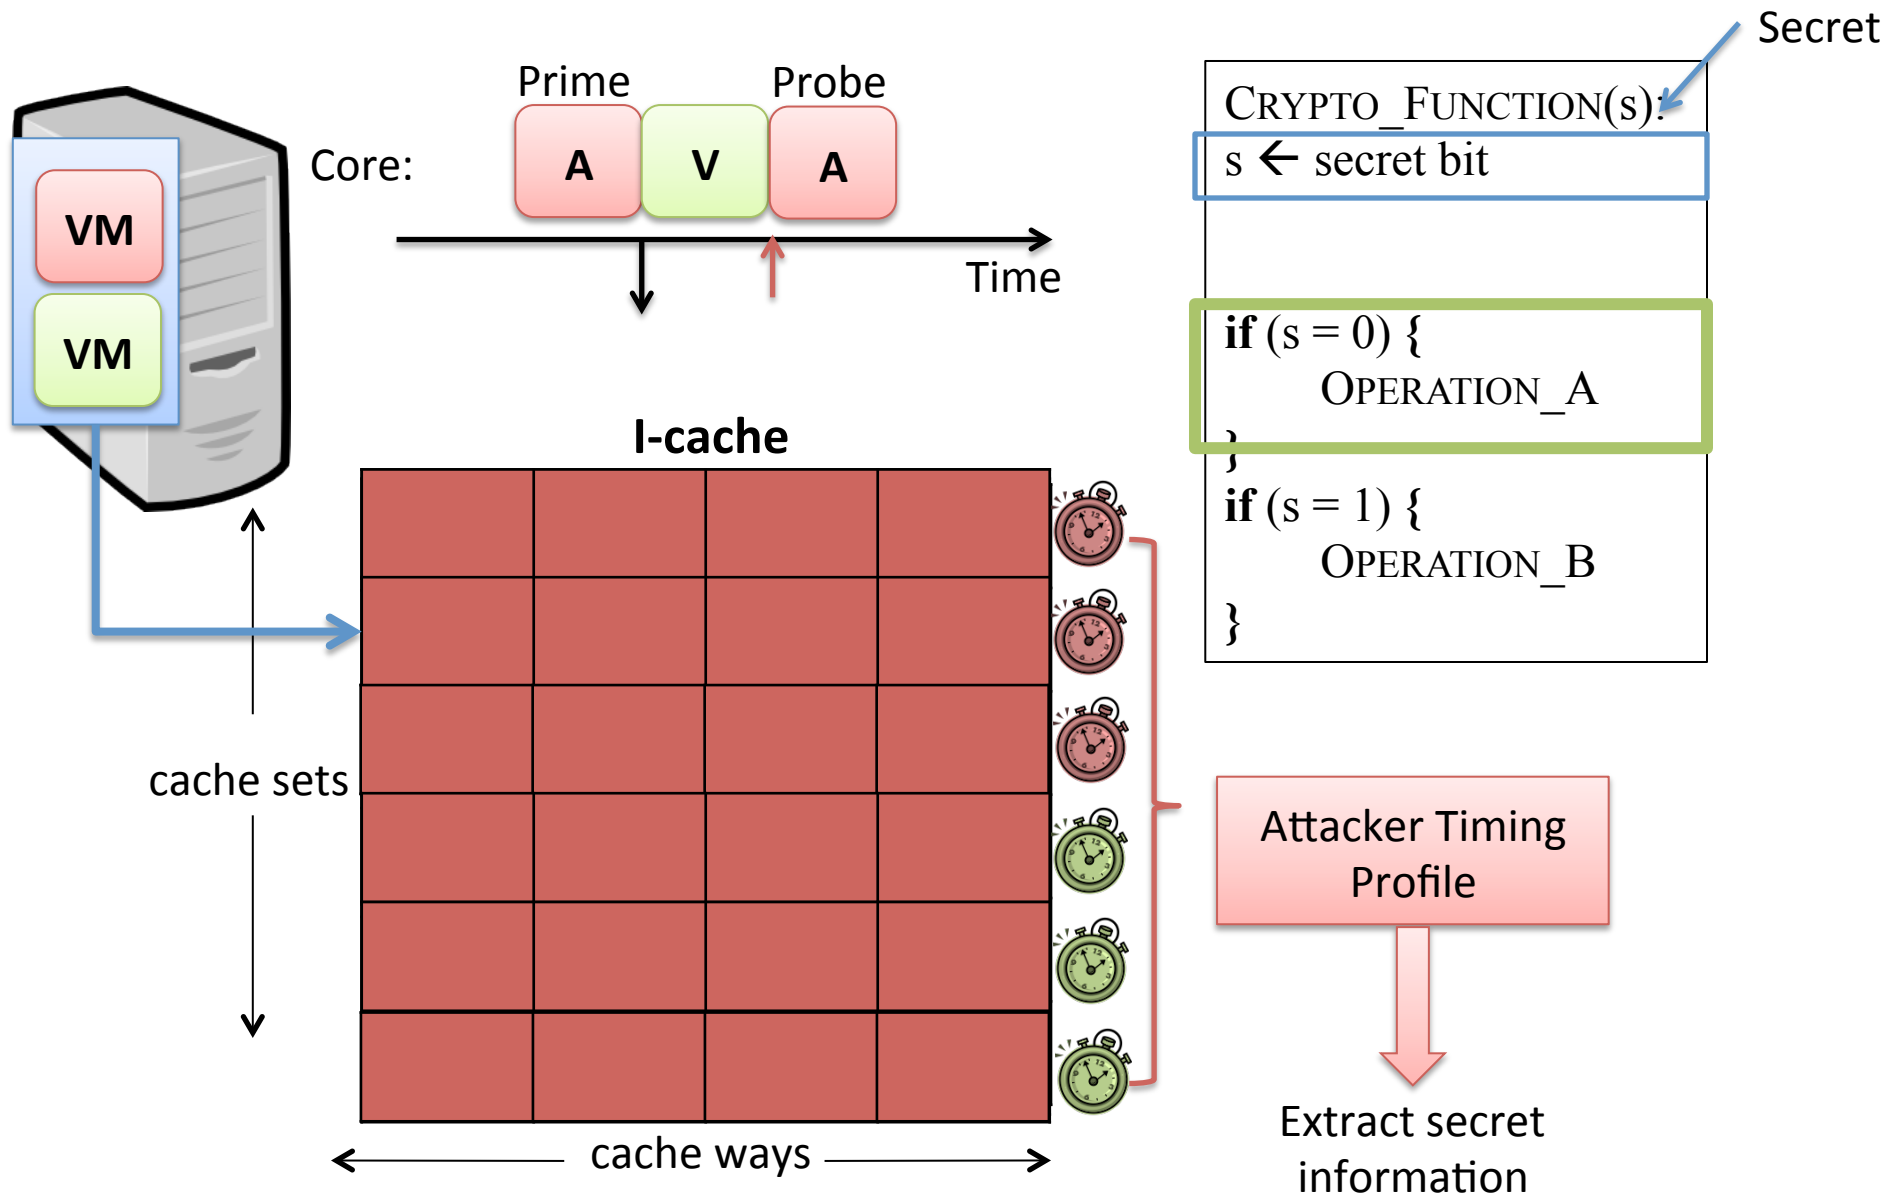 Secret
Prime
Probe
Core:
A
V
A
Time
VM
VM
CRYPTO_FUNCTION(s):
s ← secret bit
if (s = 0) {
OPERATION_A
}
if (s = 1) {
OPERATION_B
}
I-cache
cache sets
cache ways
Attacker Timing
Profile
Extract secret
information